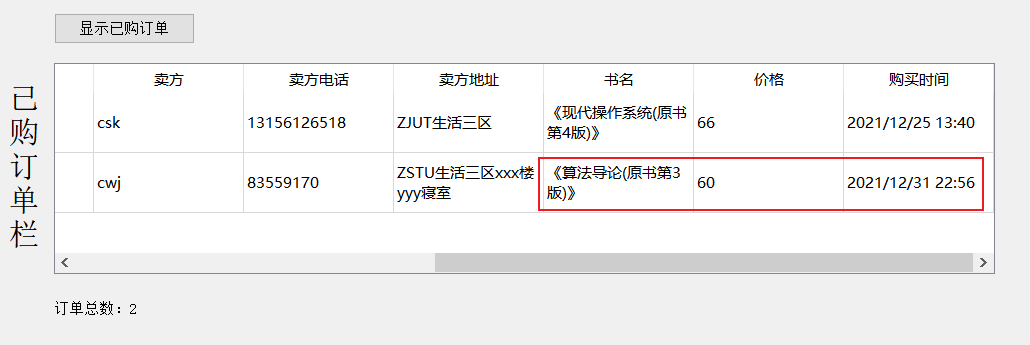 显示已购订单
已购订单栏
卖方 卖方电话 卖方地址 书名 价格 购买时间
csk 13156126518 ZJUT生活三区 《现代操作系统(原书 66 2021/12/25 13:40
第4版)》
cwj 83559170 ZSTU生活三区xxx楼 《算法导论(原书第3 60 2021/12/31 22:56
yyy寝室 版)》
订单总数：2